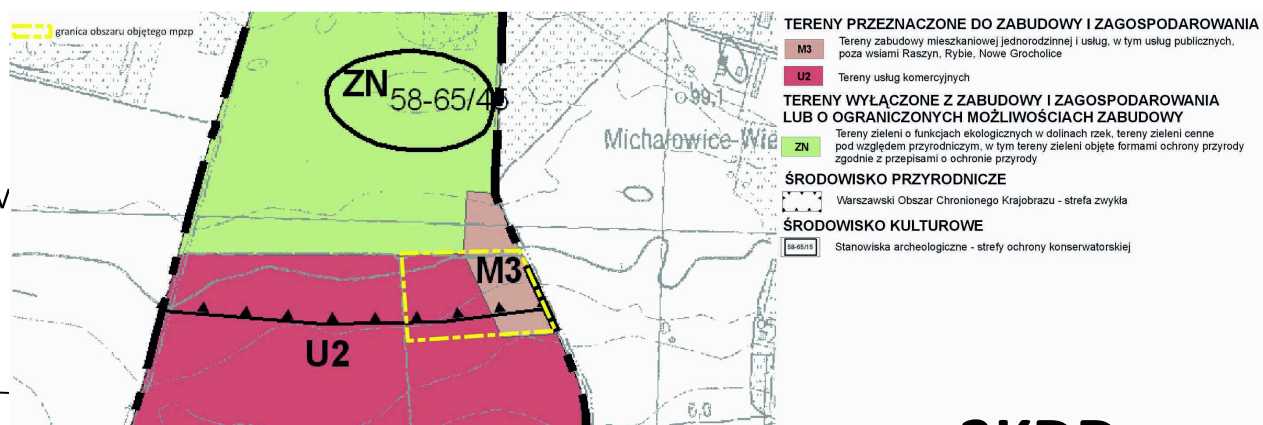 granica obszaru objętego mpzp
ZN
58-65/45
99,1
Michałowice-Wie
M3
U2
6,0
TERENY PRZEZNACZONE DO ZABUDOWY I ZAGOSPODAROWANIA
M3
Tereny zabudowy mieszkaniowej jednorodzinnej i usług, w tym usług publicznych,
poza wsiami Raszyn, Rybie, Nowe Grocholice
U2
Tereny usług komercyjnych
TERENY WYŁĄCZONE Z ZABUDOWY I ZAGOSPODAROWANIA
LUB O OGRANICZONYCH MOŻLIWOŚCIACH ZABUDOWY
ZN
Tereny zieleni o funkcjach ekologicznych w dolinach rzek, tereny zieleni cenne
pod względem przyrodniczym, w tym tereny zieleni objęte formami ochrony przyrody
zgodnie z przepisami o ochronie przyrody
ŚRODOWISKO PRZYRODNICZE
Warszawski Obszar Chronionego Krajobrazu - strefa zwykła
ŚRODOWISKO KULTUROWE
58-65/15
Stanowiska archeologiczne - strefy ochrony konserwatorskiej